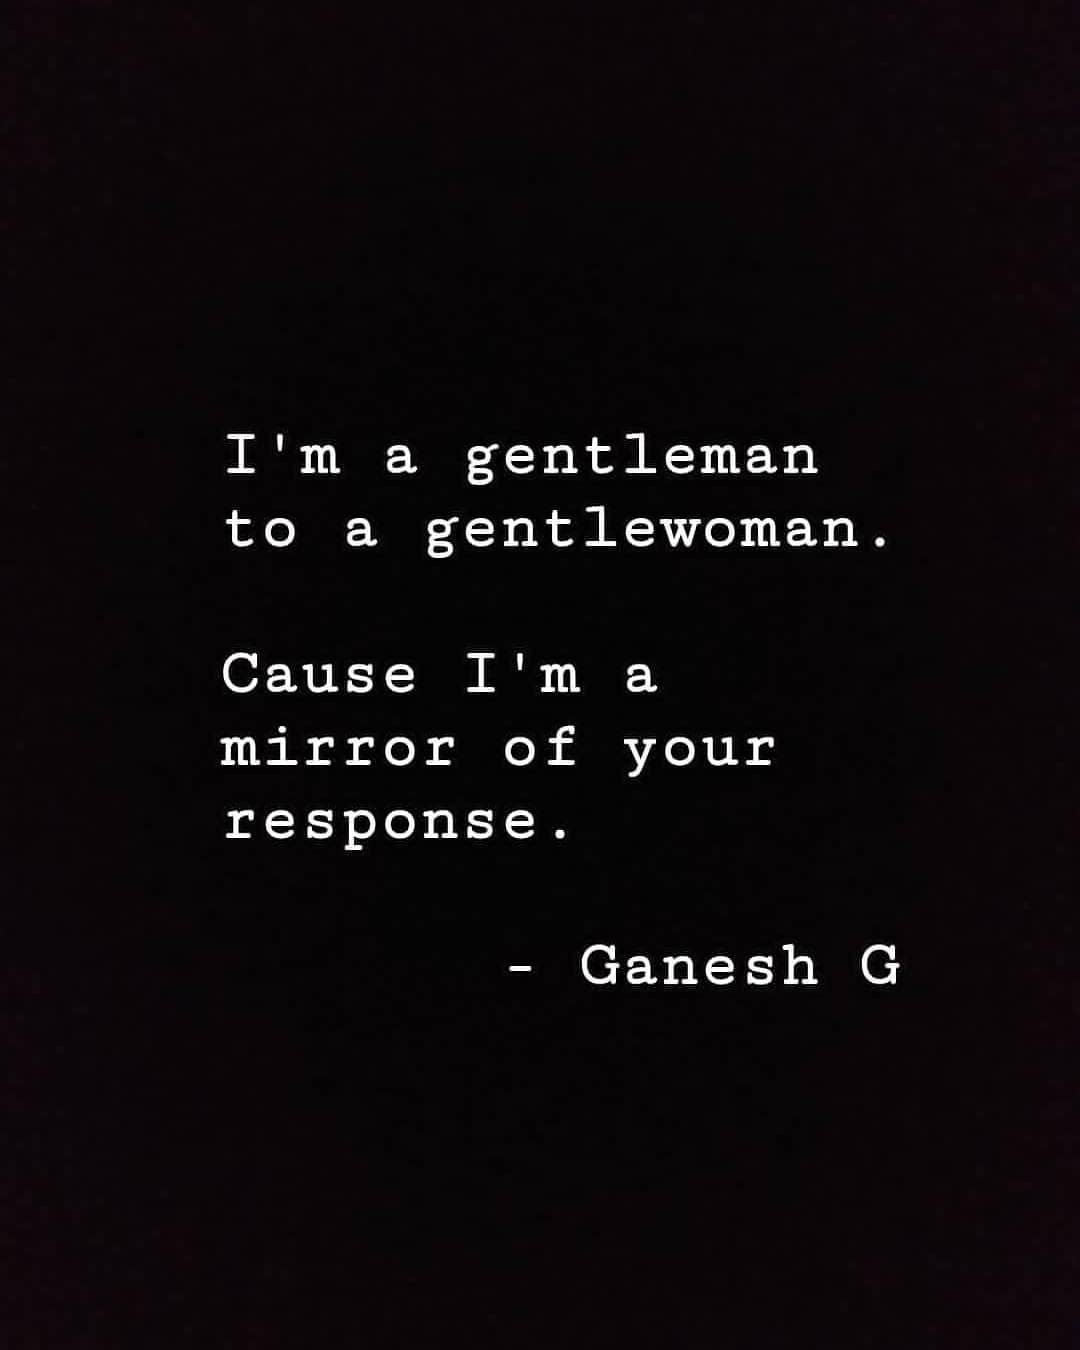 I'm a gentleman
to a gentlewoman.
Cause I'm a
mirror of your
response.
- Ganesh G